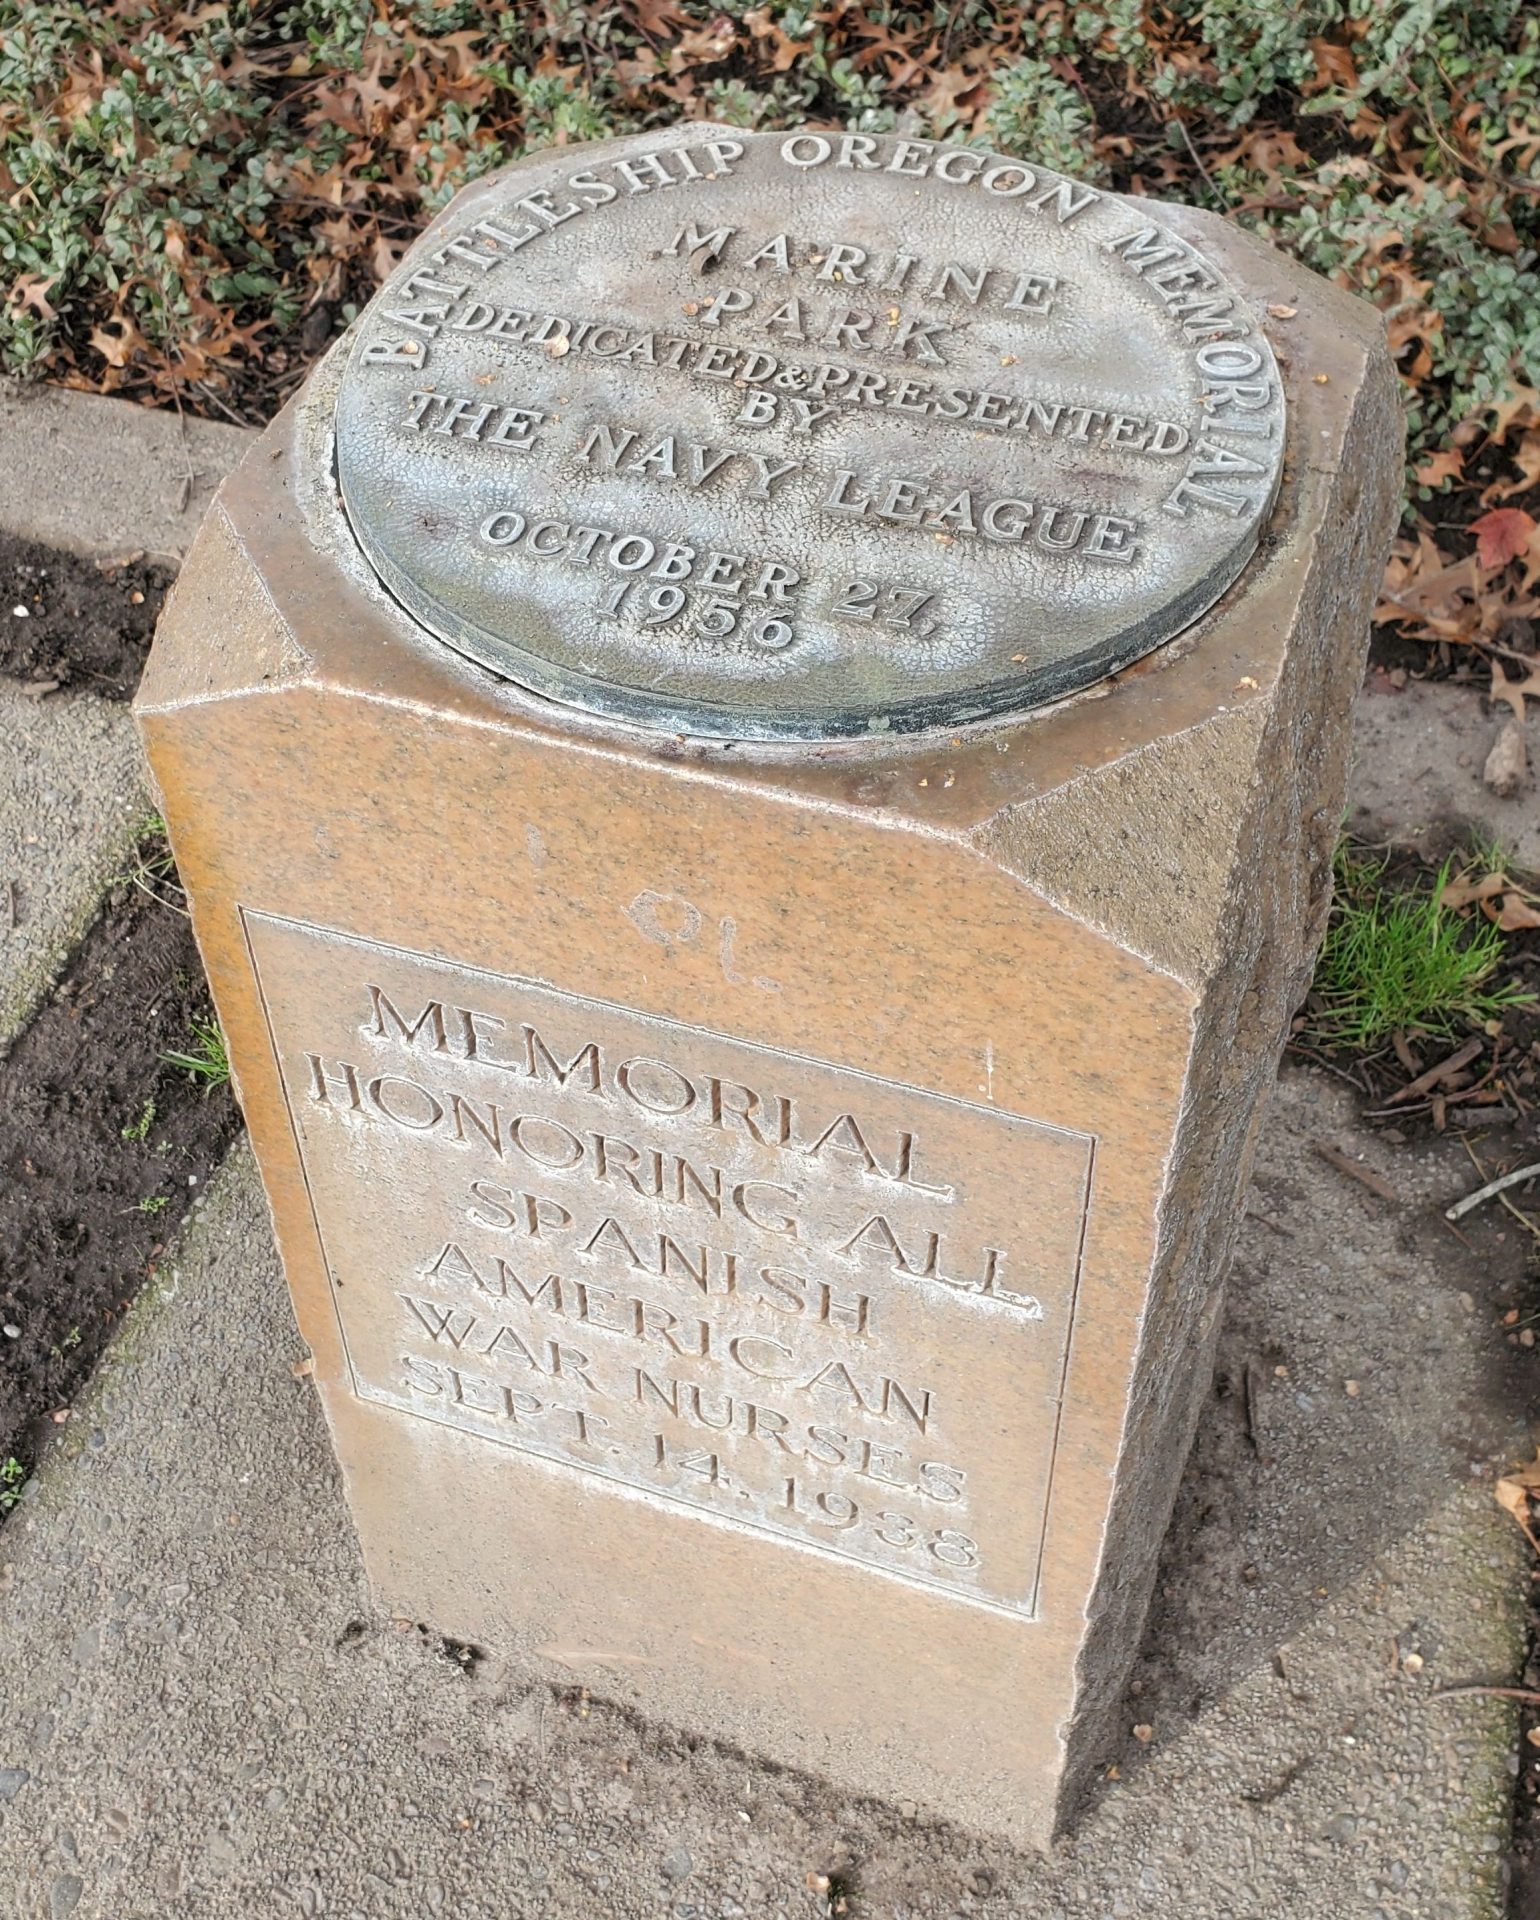 BATTLESHIP OREGON MEMORIAL
MARINE
PARK
DEDICATED & PRESENTED
BY
THE NAVY LEAGUE
OCTOBER 27,
1956
MEMORIAL
HONORING ALL
SPANISH
AMERICAN
WAR NURSES
SEPT. 14, 1938